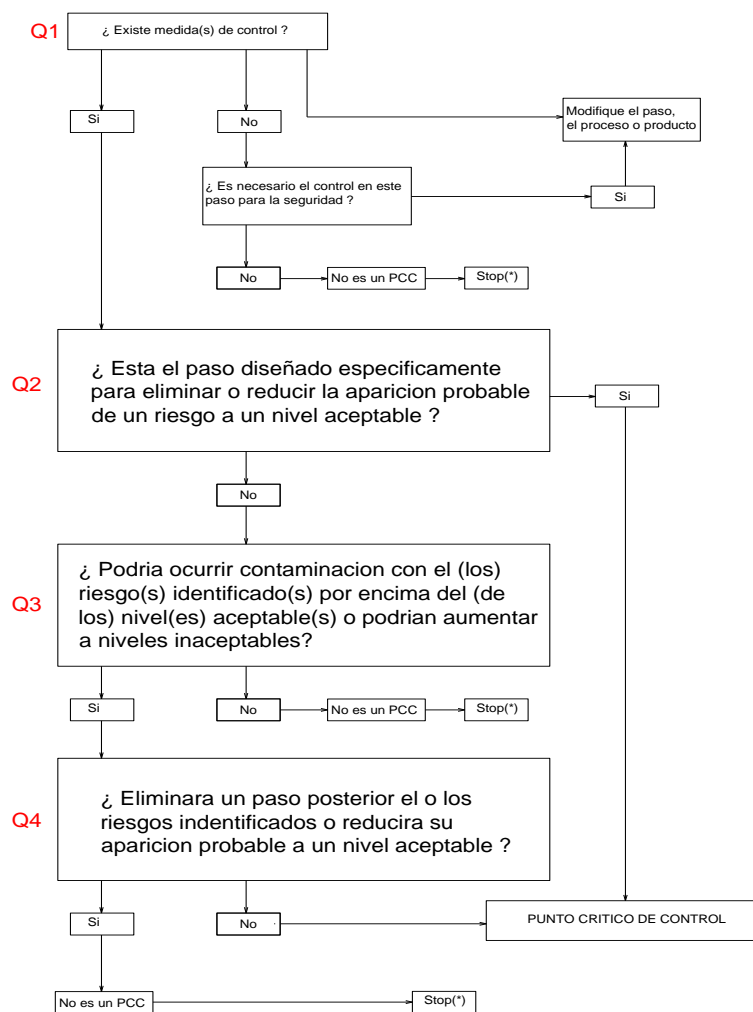 Q1
¿ Existe medida(s) de control ?
Si
No
Modifique el paso,
el proceso o producto
¿ Es necesario el control en este
paso para la seguridad ?
Si
No
No es un PCC
Stop(*)
Q2
¿ Esta el paso diseñado especificamente
para eliminar o reducir la aparicion probable
de un riesgo a un nivel aceptable ?
Si
No
Q3
¿ Podria ocurrir contaminacion con el (los)
riesgo(s) identificado(s) por encima del (de
los) nivel(es) aceptable(s) o podrian aumentar
a niveles inaceptables?
Si
No
No es un PCC
Stop(*)
Q4
¿ Eliminara un paso posterior el o los
riesgos indentificados o reducira su
aparicion probable a un nivel aceptable ?
Si
No
PUNTO CRITICO DE CONTROL
No es un PCC
Stop(*)